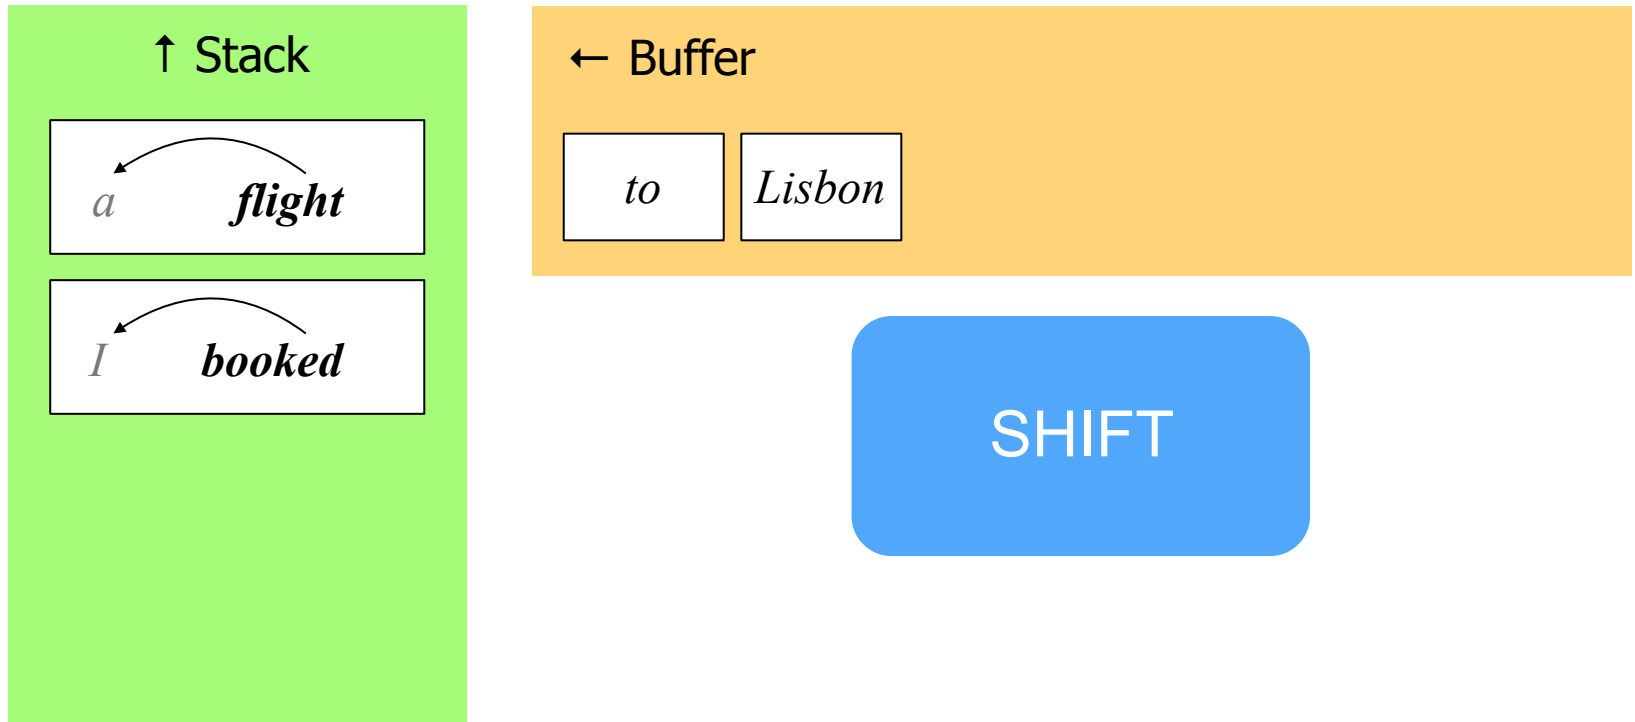 ↑ Stack
a flight
I booked
← Buffer
to Lisbon
SHIFT